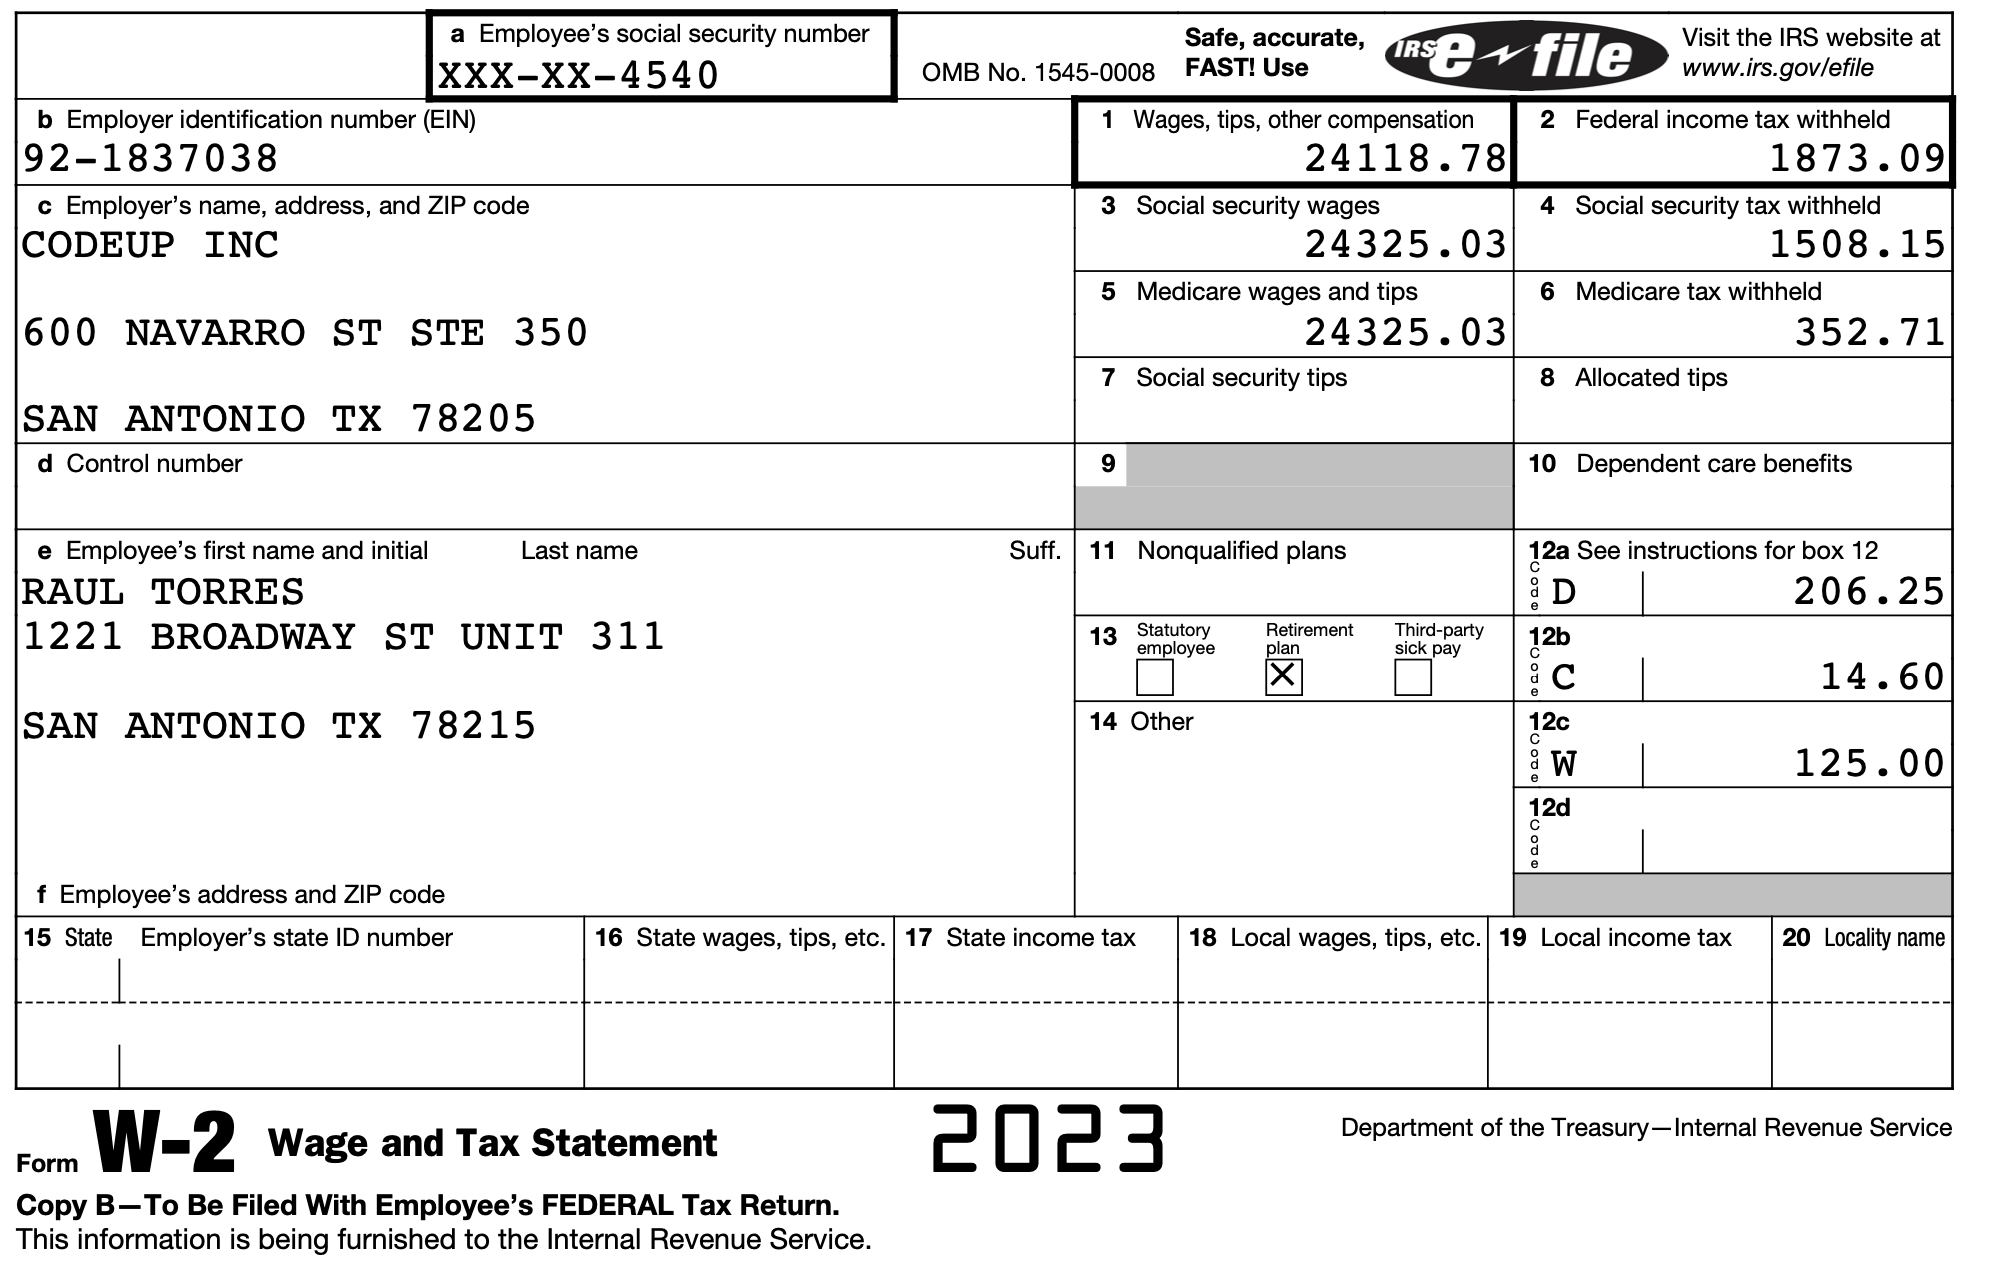 a Employee's social security number
XXX-XX-4540
OMB No. 1545-0008
Safe, accurate,
FAST! Use
IRS e-file
Visit the IRS website at
www.irs.gov/efile
b Employer identification number (EIN)
92-1837038
1 Wages, tips, other compensation
24118.78
2 Federal income tax withheld
1873.09
c Employer's name, address, and ZIP code
CODEUP INC
600 NAVARRO ST STE 350
SAN ANTONIO TX 78205
3 Social security wages
24325.03
4 Social security tax withheld
1508.15
5 Medicare wages and tips
24325.03
6 Medicare tax withheld
352.71
7 Social security tips
8 Allocated tips
d Control number
9
10 Dependent care benefits
e Employee's first name and initial Last name Suff.
RAUL TORRES
1221 BROADWAY ST UNIT 311
SAN ANTONIO TX 78215
f Employee's address and ZIP code
11 Nonqualified plans
12a See instructions for box 12
Code D 206.25
13 Statutory employee
Retirement plan X
Third-party sick pay
12b
Code C 14.60
14 Other
12c
Code W 125.00
12d
Code
15 State Employer's state ID number
16 State wages, tips, etc.
17 State income tax
18 Local wages, tips, etc.
19 Local income tax
20 Locality name
Form W-2 Wage and Tax Statement
2023
Department of the Treasury—Internal Revenue Service
Copy B—To Be Filed With Employee's FEDERAL Tax Return.
This information is being furnished to the Internal Revenue Service.